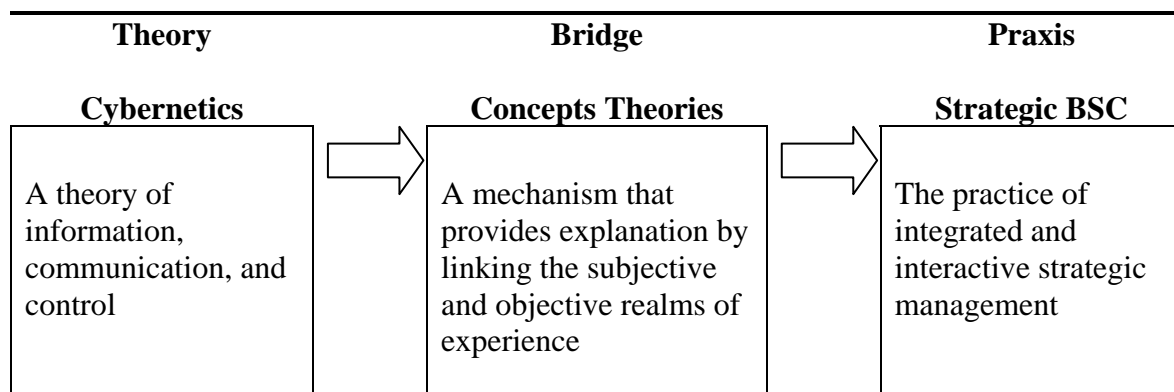 Theory
Bridge
Praxis
Cybernetics
Concepts Theories
Strategic BSC
A theory of
information,
communication, and
control
A mechanism that
provides explanation by
linking the subjective
and objective realms of
experience
The practice of
integrated and
interactive strategic
management